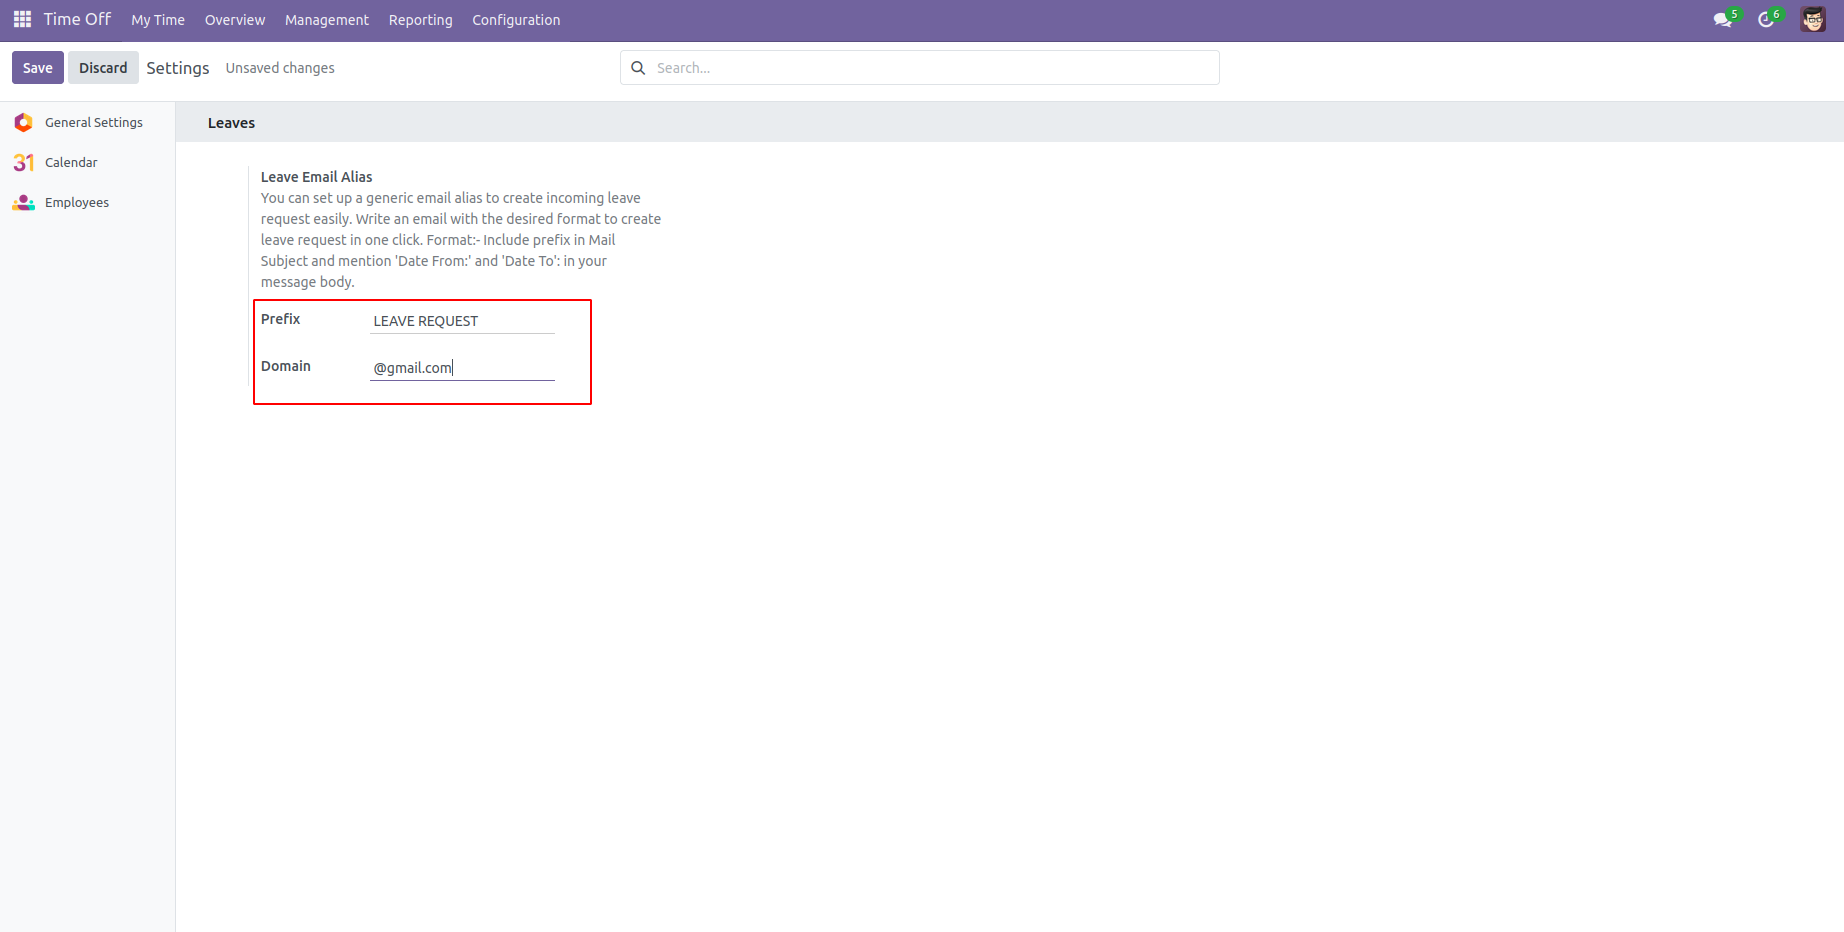 Time Off My Time Overview Management Reporting Configuration 5 6
Save Discard Settings Unsaved changes Search...
General Settings
31 Calendar
Employees
Leaves
Leave Email Alias
You can set up a generic email alias to create incoming leave
request easily. Write an email with the desired format to create
leave request in one click. Format:- Include prefix in Mail
Subject and mention 'Date From:' and 'Date To': in your
message body.
Prefix LEAVE REQUEST
Domain @gmail.com